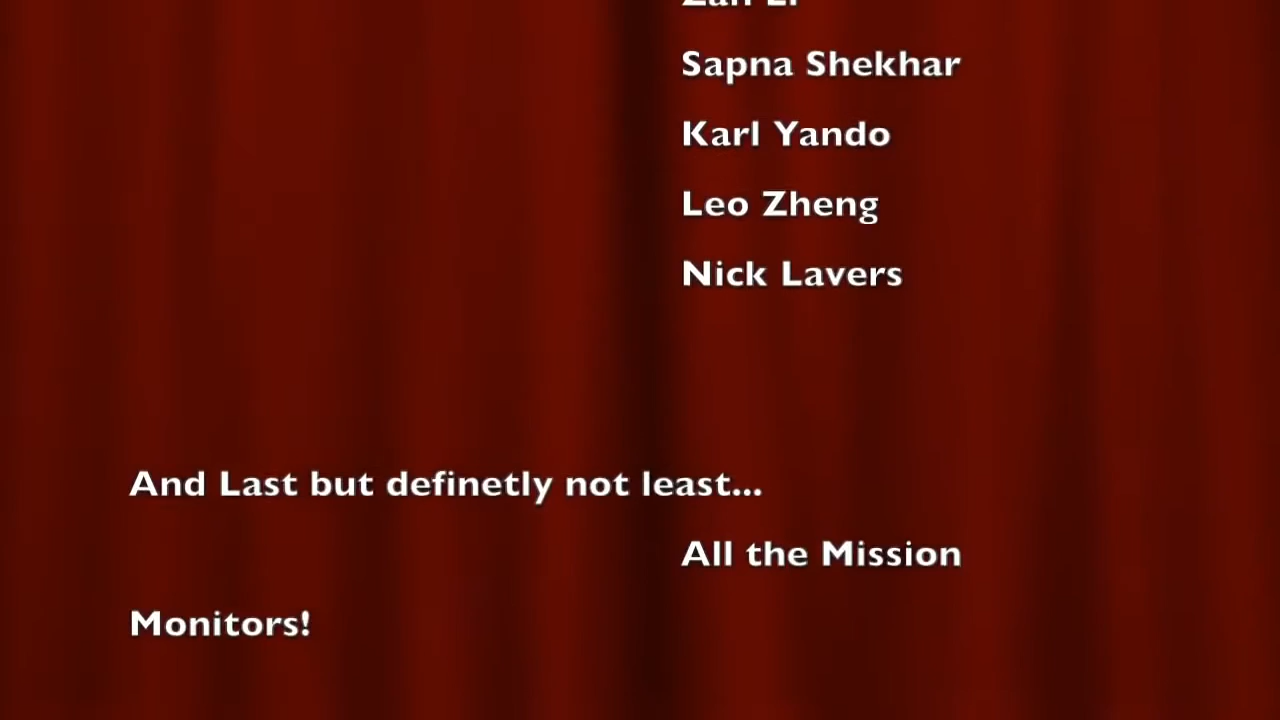 Sapna Shekhar
Karl Yando
Leo Zheng
Nick Lavers
And Last but definetly not least...
All the Mission
Monitors!